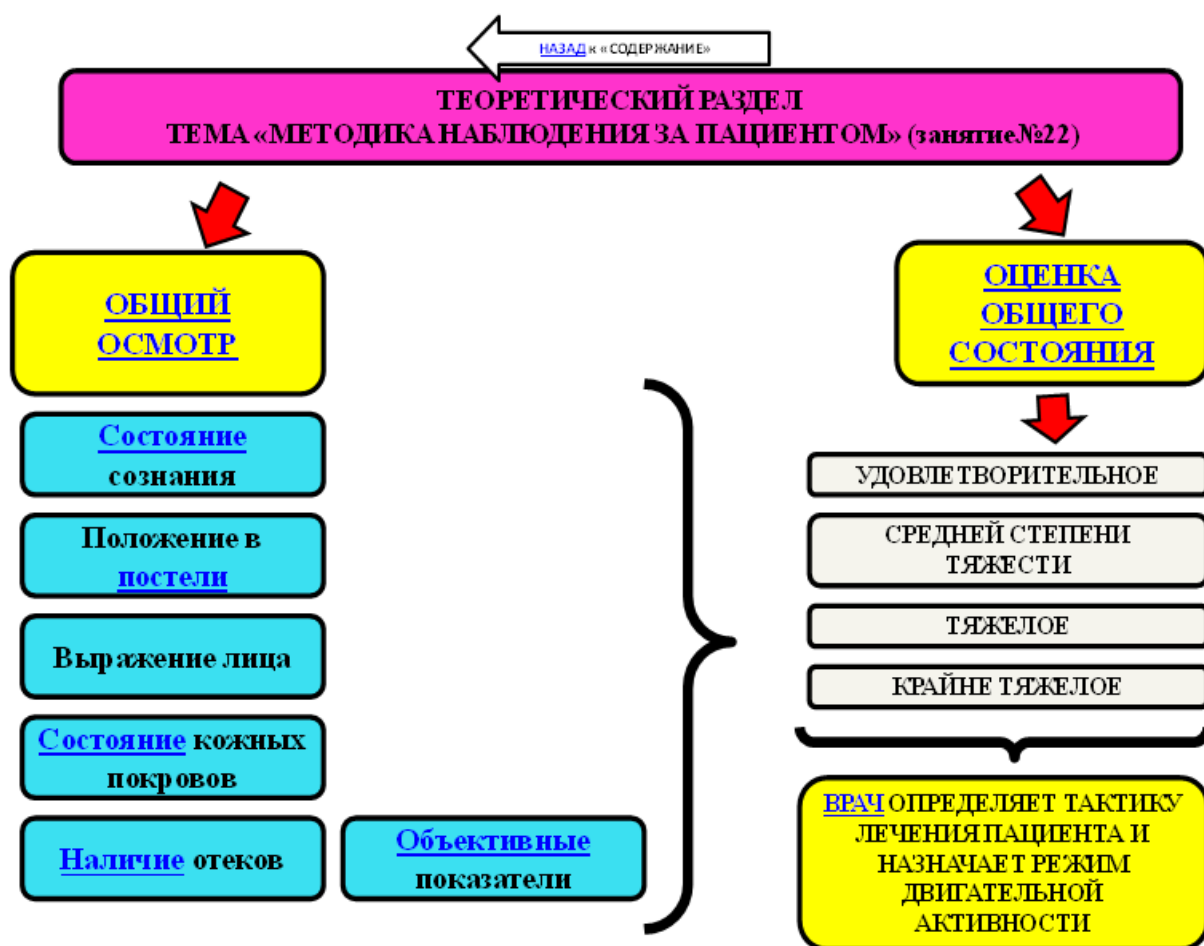 НАЗАД к «СОДЕРЖАНИЕ»
ТЕОРЕТИЧЕСКИЙ РАЗДЕЛ
ТЕМА «МЕТОДИКА НАБЛЮДЕНИЯ ЗА ПАЦИЕНТОМ» (занятие№22)
ОБЩИЙ
ОСМОТР
Состояние
сознания
Положение в
постели
Выражение лица
Состояние кожных
покровов
Наличие отеков
Объективные
показатели
ОЦЕНКА
ОБЩЕГО
СОСТОЯНИЯ
УДОВЛЕТВОРИТЕЛЬНОЕ
СРЕДНЕЙ СТЕПЕНИ
ТЯЖЕСТИ
ТЯЖЕЛОЕ
КРАЙНЕ ТЯЖЕЛОЕ
ВРАЧ ОПРЕДЕЛЯЕТ ТАКТИКУ
ЛЕЧЕНИЯ ПАЦИЕНТА И
НАЗНАЧАЕТ РЕЖИМ
ДВИГАТЕЛЬНОЙ
АКТИВНОСТИ